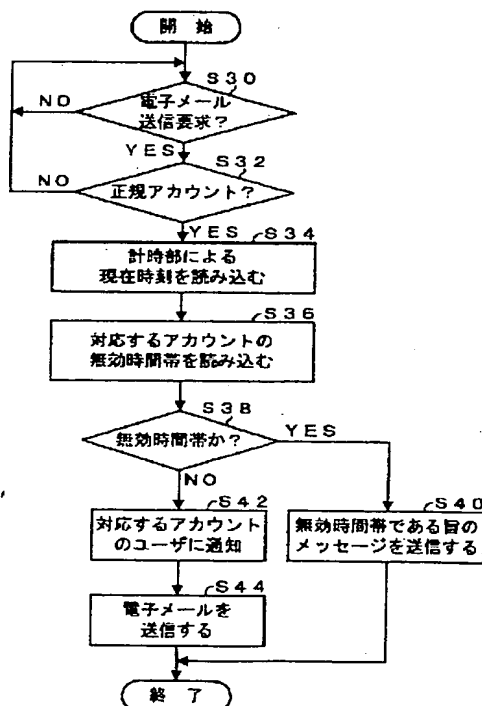 開 始
S30
NO
電子メール
送信要求?
YES
S32
NO
正規アカウント?
YES
S34
計時部による
現在時刻を読み込む
S36
対応するアカウントの
無効時間帯を読み込む
S38
無効時間帯か?
YES
NO
S42
対応するアカウント
のユーザに通知
S40
無効時間帯である旨の
メッセージを送信する
S44
電子メールを
送信する
終 了